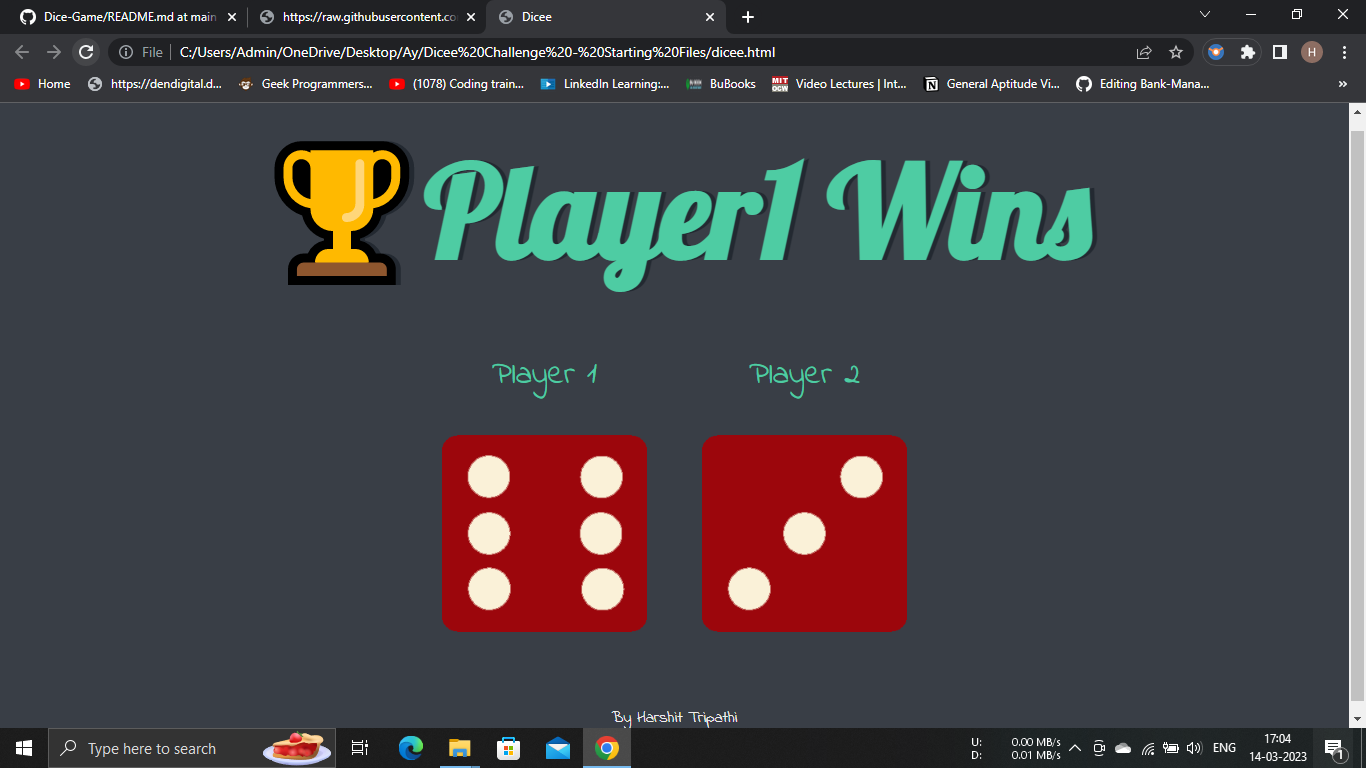 Dice-Game/README.md at main
https://raw.githubusercontent.co
Dicee
File
C:/Users/Admin/OneDrive/Desktop/Ay/Dicee%20Challenge%20-%20Starting%20Files/dicee.html
H
Home
https://dendigital.d...
Geek Programmers...
(1078) Coding train...
LinkedIn Learning:...
BuBooks
MIT OCW
Video Lectures | Int...
General Aptitude Vi...
Editing Bank-Mana...
»
Player1 Wins
Player 1
Player 2
By Harshit Tripathi
Type here to search
U: 0.00 MB/s
D: 0.01 MB/s
ENG
17:04
14-03-2023
1